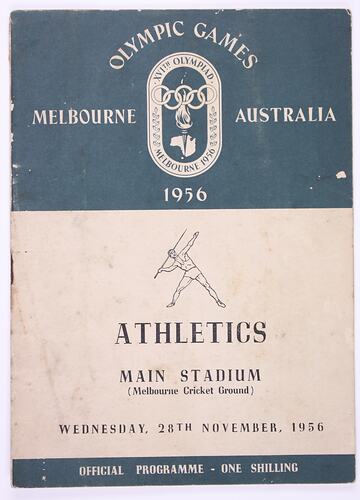 OLYMPIC GAMES
XVITH OLYMPIAD
MELBOURNE AUSTRALIA
MELBOURNE 1956
1956
ATHLETICS
MAIN STADIUM
(Melbourne Cricket Ground)
WEDNESDAY, 28TH NOVEMBER, 1956
OFFICIAL PROGRAMME - ONE SHILLING